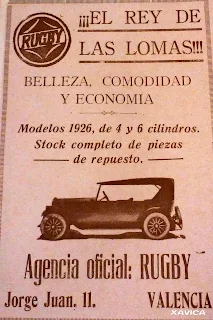 RUGBY
¡¡¡EL REY DE
LAS LOMAS!!!
BELLEZA, COMODIDAD
Y ECONOMIA
Modelos 1926, de 4 y 6 cilindros.
Stock completo de piezas
— de repuesto. —
Agencia oficial: RUGBY
Jorge Juan, 11. VALENCIA
XAVICA